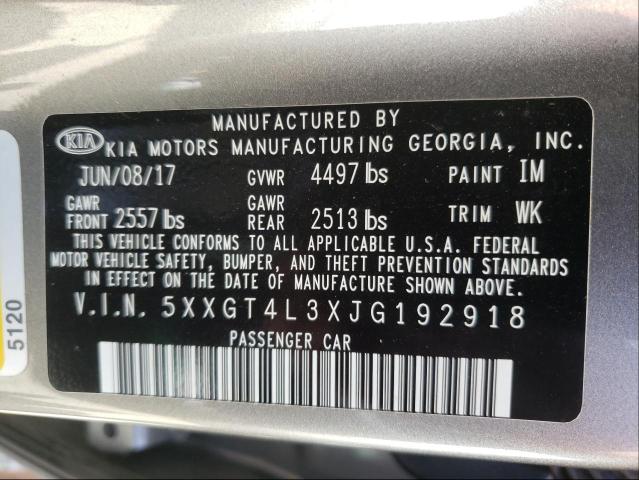 MANUFACTURED BY
KIA KIA MOTORS MANUFACTURING GEORGIA, INC.
JUN/08/17 GVWR 4497 lbs PAINT IM
GAWR FRONT 2557 lbs GAWR REAR 2513 lbs TRIM WK
THIS VEHICLE CONFORMS TO ALL APPLICABLE U.S.A. FEDERAL
MOTOR VEHICLE SAFETY, BUMPER, AND THEFT PREVENTION STANDARDS
IN EFFECT ON THE DATE OF MANUFACTURE SHOWN ABOVE.
V.I.N. 5XXGT4L3XJG192918
PASSENGER CAR
5120